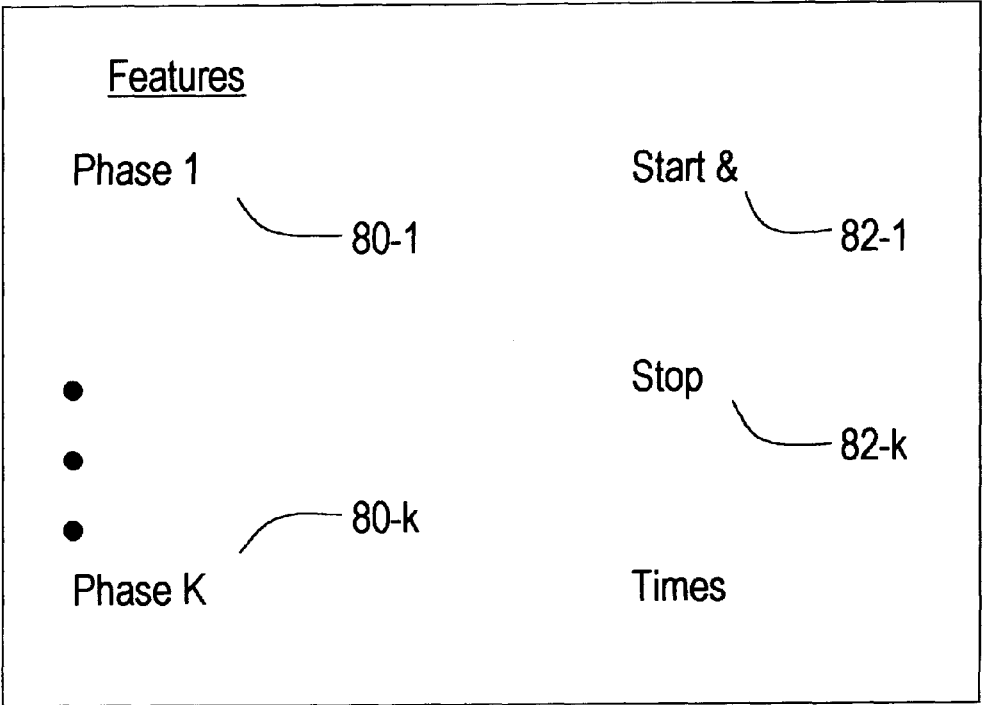 Features
Phase 1
Start &
80-1
82-1
Stop
82-k
80-k
Phase K
Times